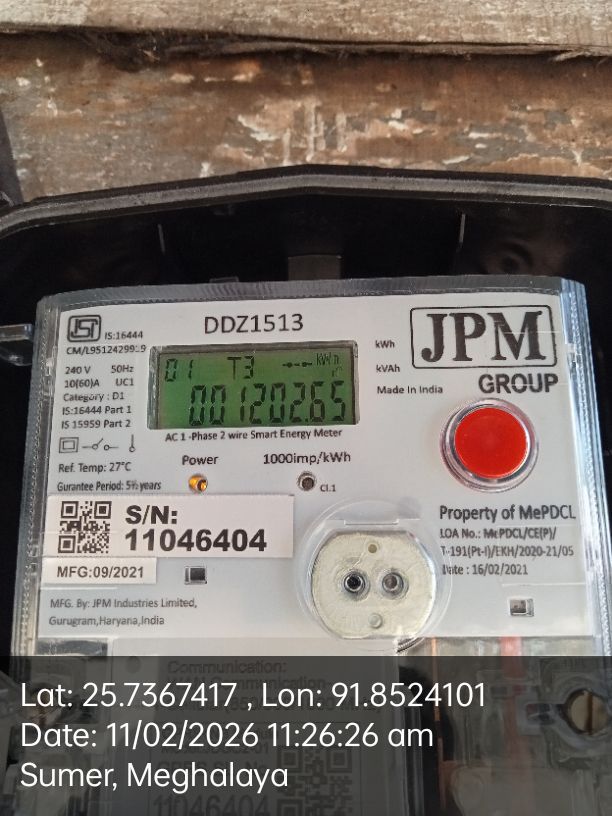 IS:16444
CM/L9512429919
DDZ1513
240 V 50Hz
10(60)A UC1
Category : D1
IS:16444 Part 1
IS 15959 Part 2
01 T3 kWh
001202.65
kWh
kVAh
Made In India
JPM
GROUP
AC 1 -Phase 2 wire Smart Energy Meter
Ref. Temp: 27°C
Power
1000imp/kWh
Cl.1
Gurantee Period: 5½ years
S/N:
11046404
MFG:09/2021
Property of MePDCL
LOA No.: MePDCL/CE(P)/
T-191(Pt-I)/EKH/2020-21/05
Date : 16/02/2021
MFG. By: JPM Industries Limited,
Gurugram,Haryana,India
Communication:
Lat: 25.7367417 , Lon: 91.8524101
Date: 11/02/2026 11:26:26 am
Sumer, Meghalaya
11046404